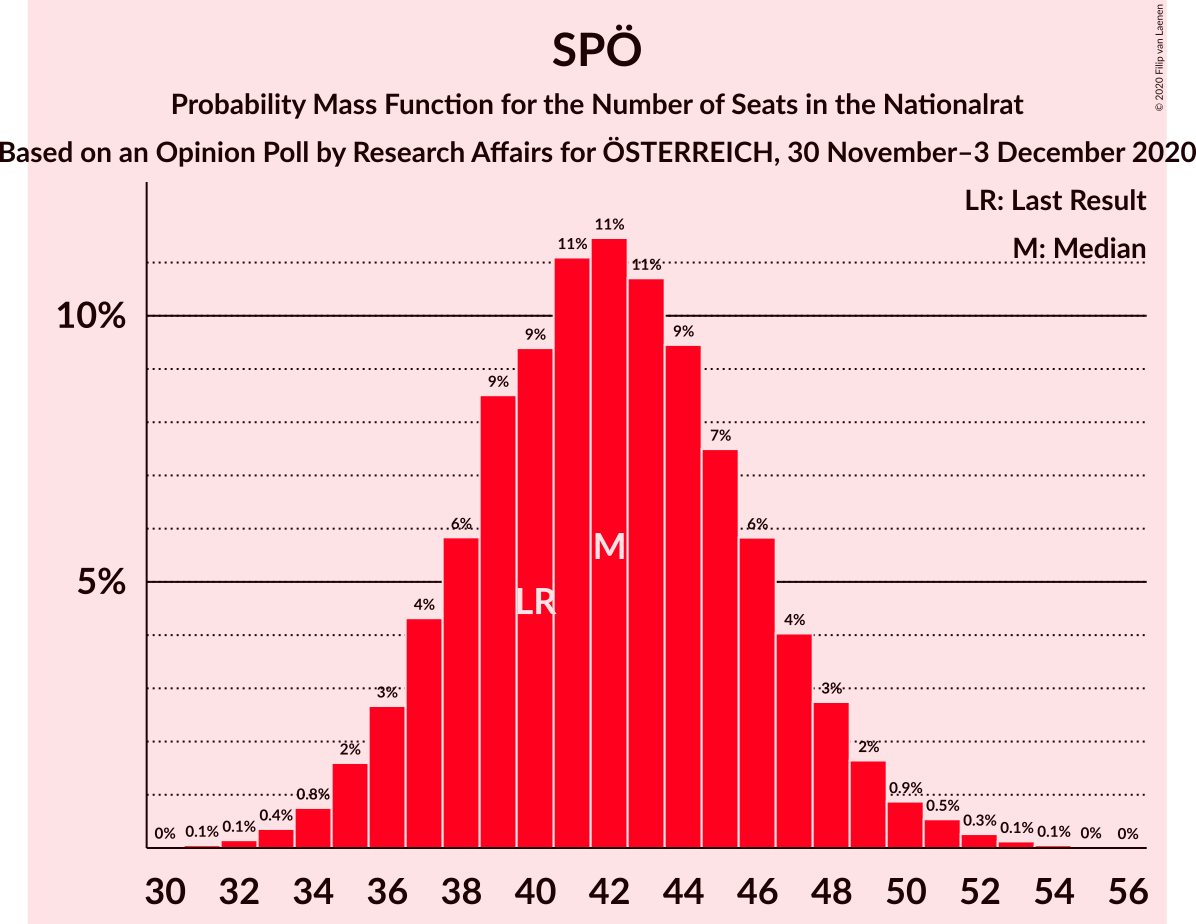 SPÖ
Probability Mass Function for the Number of Seats in the Nationalrat
Based on an Opinion Poll by Research Affairs for ÖSTERREICH, 30 November–3 December 2020
© 2020 Filip van Laenen
LR: Last Result
M: Median
10%
5%
0% 0.1% 0.1% 0.4% 0.8% 2% 3% 4% 6% 9% 9% 11% 11% 11% 9% 7% 6% 4% 3% 2% 0.9% 0.5% 0.3% 0.1% 0.1% 0% 0%
LR
M
30 32 34 36 38 40 42 44 46 48 50 52 54 56